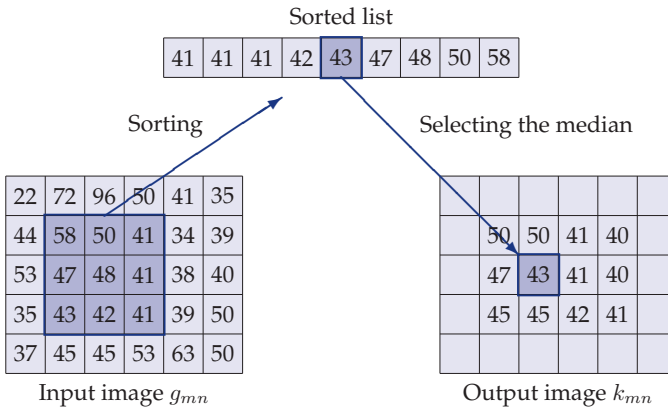 Sorted list
41 41 41 42 43 47 48 50 58
Sorting
Selecting the median
22 72 96 50 41 35
44 58 50 41 34 39
53 47 48 41 38 40
35 43 42 41 39 50
37 45 45 53 63 50
50 50 41 40
47 43 41 40
45 45 42 41
Input image gmn
Output image kmn